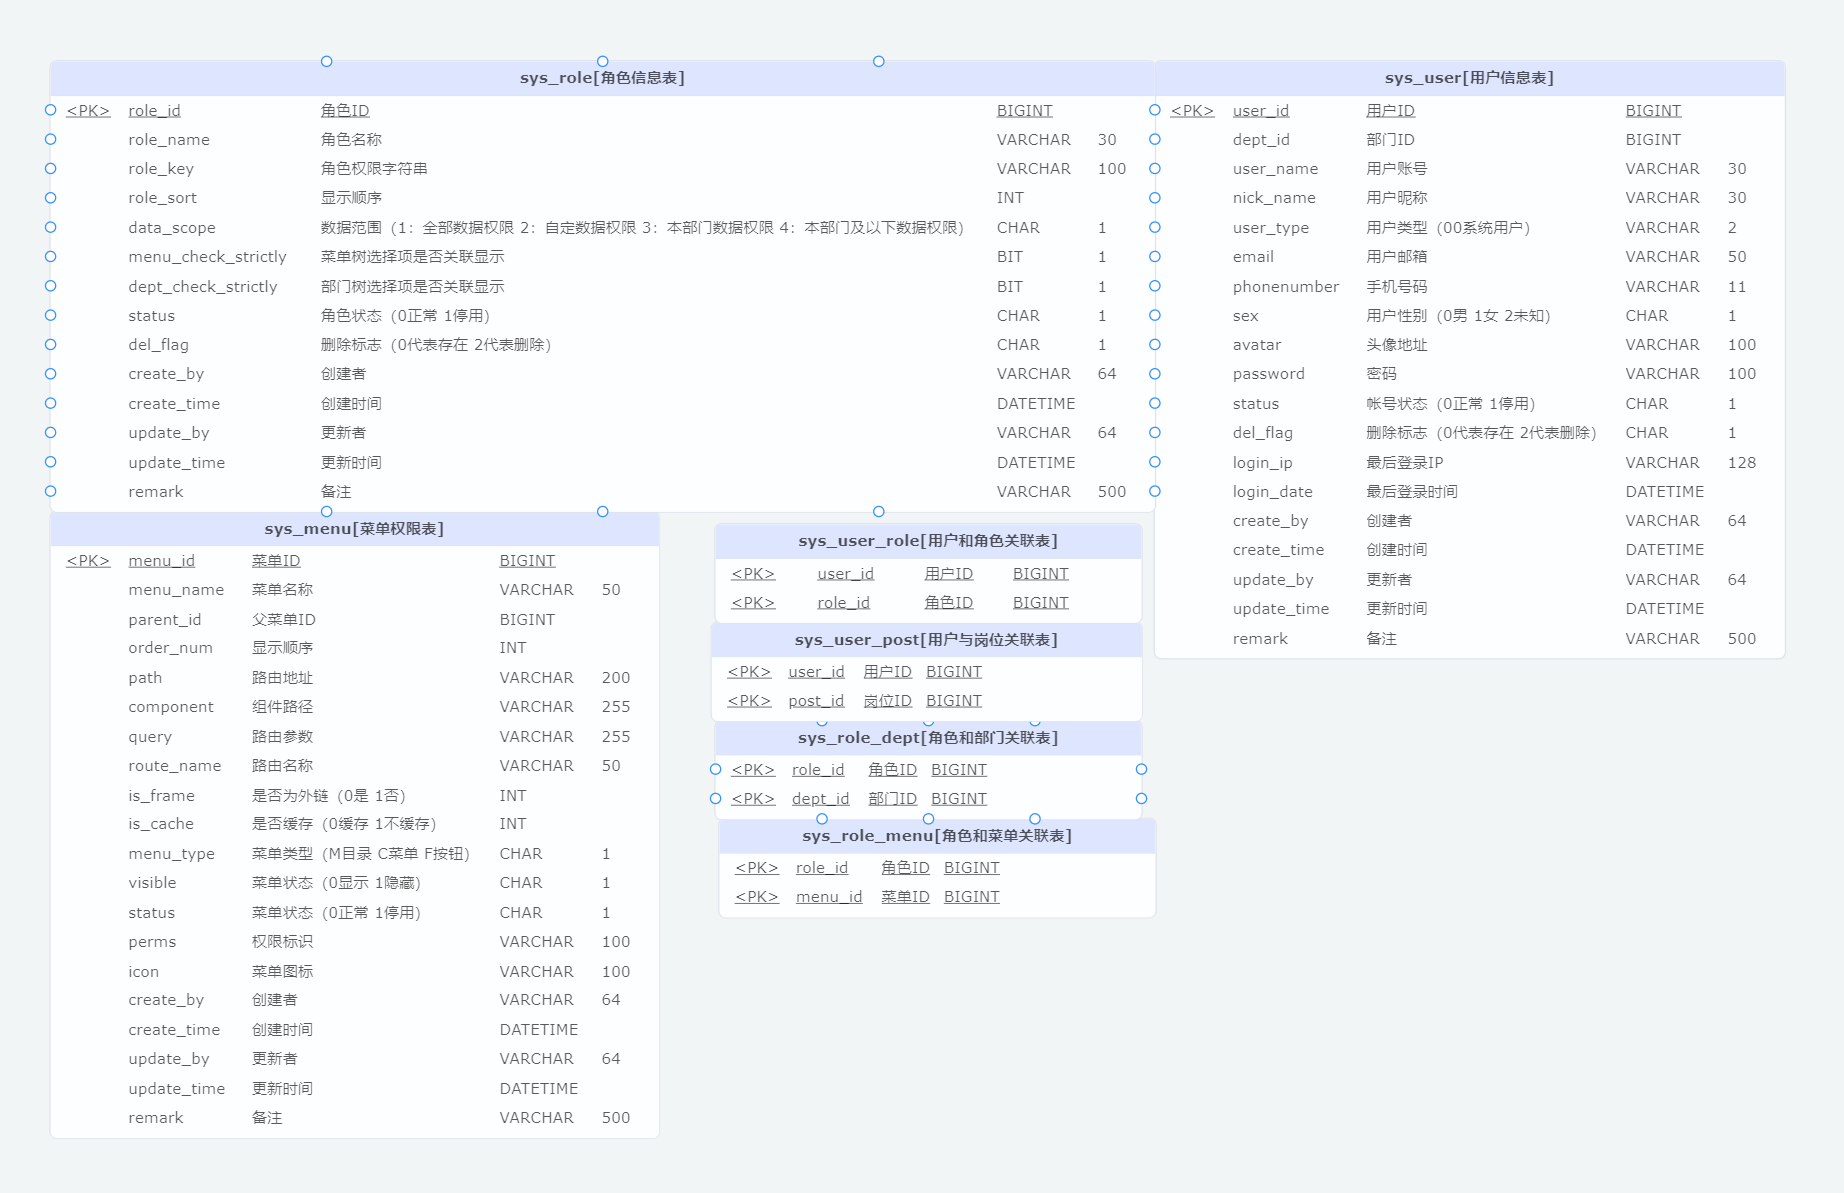 sys_role[角色信息表]
<PK> role_id 角色ID BIGINT
role_name 角色名称 VARCHAR 30
role_key 角色权限字符串 VARCHAR 100
role_sort 显示顺序 INT
data_scope 数据范围（1：全部数据权限 2：自定数据权限 3：本部门数据权限 4：本部门及以下数据权限） CHAR 1
menu_check_strictly 菜单树选择项是否关联显示 BIT 1
dept_check_strictly 部门树选择项是否关联显示 BIT 1
status 角色状态（0正常 1停用） CHAR 1
del_flag 删除标志（0代表存在 2代表删除） CHAR 1
create_by 创建者 VARCHAR 64
create_time 创建时间 DATETIME
update_by 更新者 VARCHAR 64
update_time 更新时间 DATETIME
remark 备注 VARCHAR 500
sys_user[用户信息表]
<PK> user_id 用户ID BIGINT
dept_id 部门ID BIGINT
user_name 用户账号 VARCHAR 30
nick_name 用户昵称 VARCHAR 30
user_type 用户类型（00系统用户） VARCHAR 2
email 用户邮箱 VARCHAR 50
phonenumber 手机号码 VARCHAR 11
sex 用户性别（0男 1女 2未知） CHAR 1
avatar 头像地址 VARCHAR 100
password 密码 VARCHAR 100
status 帐号状态（0正常 1停用） CHAR 1
del_flag 删除标志（0代表存在 2代表删除） CHAR 1
login_ip 最后登录IP VARCHAR 128
login_date 最后登录时间 DATETIME
create_by 创建者 VARCHAR 64
create_time 创建时间 DATETIME
update_by 更新者 VARCHAR 64
update_time 更新时间 DATETIME
remark 备注 VARCHAR 500
sys_menu[菜单权限表]
<PK> menu_id 菜单ID BIGINT
menu_name 菜单名称 VARCHAR 50
parent_id 父菜单ID BIGINT
order_num 显示顺序 INT
path 路由地址 VARCHAR 200
component 组件路径 VARCHAR 255
query 路由参数 VARCHAR 255
route_name 路由名称 VARCHAR 50
is_frame 是否为外链（0是 1否） INT
is_cache 是否缓存（0缓存 1不缓存） INT
menu_type 菜单类型（M目录 C菜单 F按钮） CHAR 1
visible 菜单状态（0显示 1隐藏） CHAR 1
status 菜单状态（0正常 1停用） CHAR 1
perms 权限标识 VARCHAR 100
icon 菜单图标 VARCHAR 100
create_by 创建者 VARCHAR 64
create_time 创建时间 DATETIME
update_by 更新者 VARCHAR 64
update_time 更新时间 DATETIME
remark 备注 VARCHAR 500
sys_user_role[用户和角色关联表]
<PK> user_id 用户ID BIGINT
<PK> role_id 角色ID BIGINT
sys_user_post[用户与岗位关联表]
<PK> user_id 用户ID BIGINT
<PK> post_id 岗位ID BIGINT
sys_role_dept[角色和部门关联表]
<PK> role_id 角色ID BIGINT
<PK> dept_id 部门ID BIGINT
sys_role_menu[角色和菜单关联表]
<PK> role_id 角色ID BIGINT
<PK> menu_id 菜单ID BIGINT